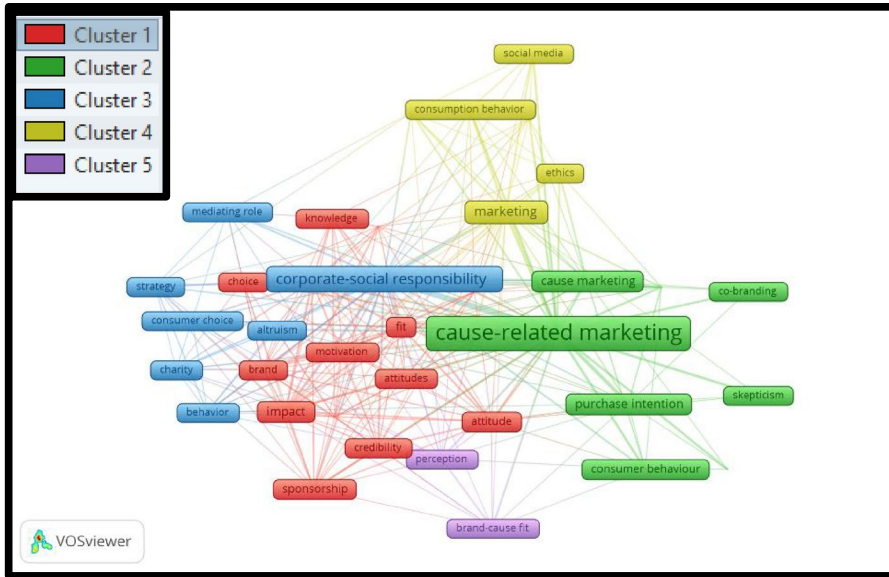 Cluster 1
Cluster 2
Cluster 3
Cluster 4
Cluster 5
social media
consumption behavior
ethics
mediating role
knowledge
marketing
corporate-social responsibility
cause marketing
choice
strategy
co-branding
consumer choice
altruism
fit
cause-related marketing
motivation
charity
brand
attitudes
skepticism
behavior
impact
purchase intention
attitude
credibility
perception
consumer behaviour
sponsorship
brand-cause fit
VOSviewer